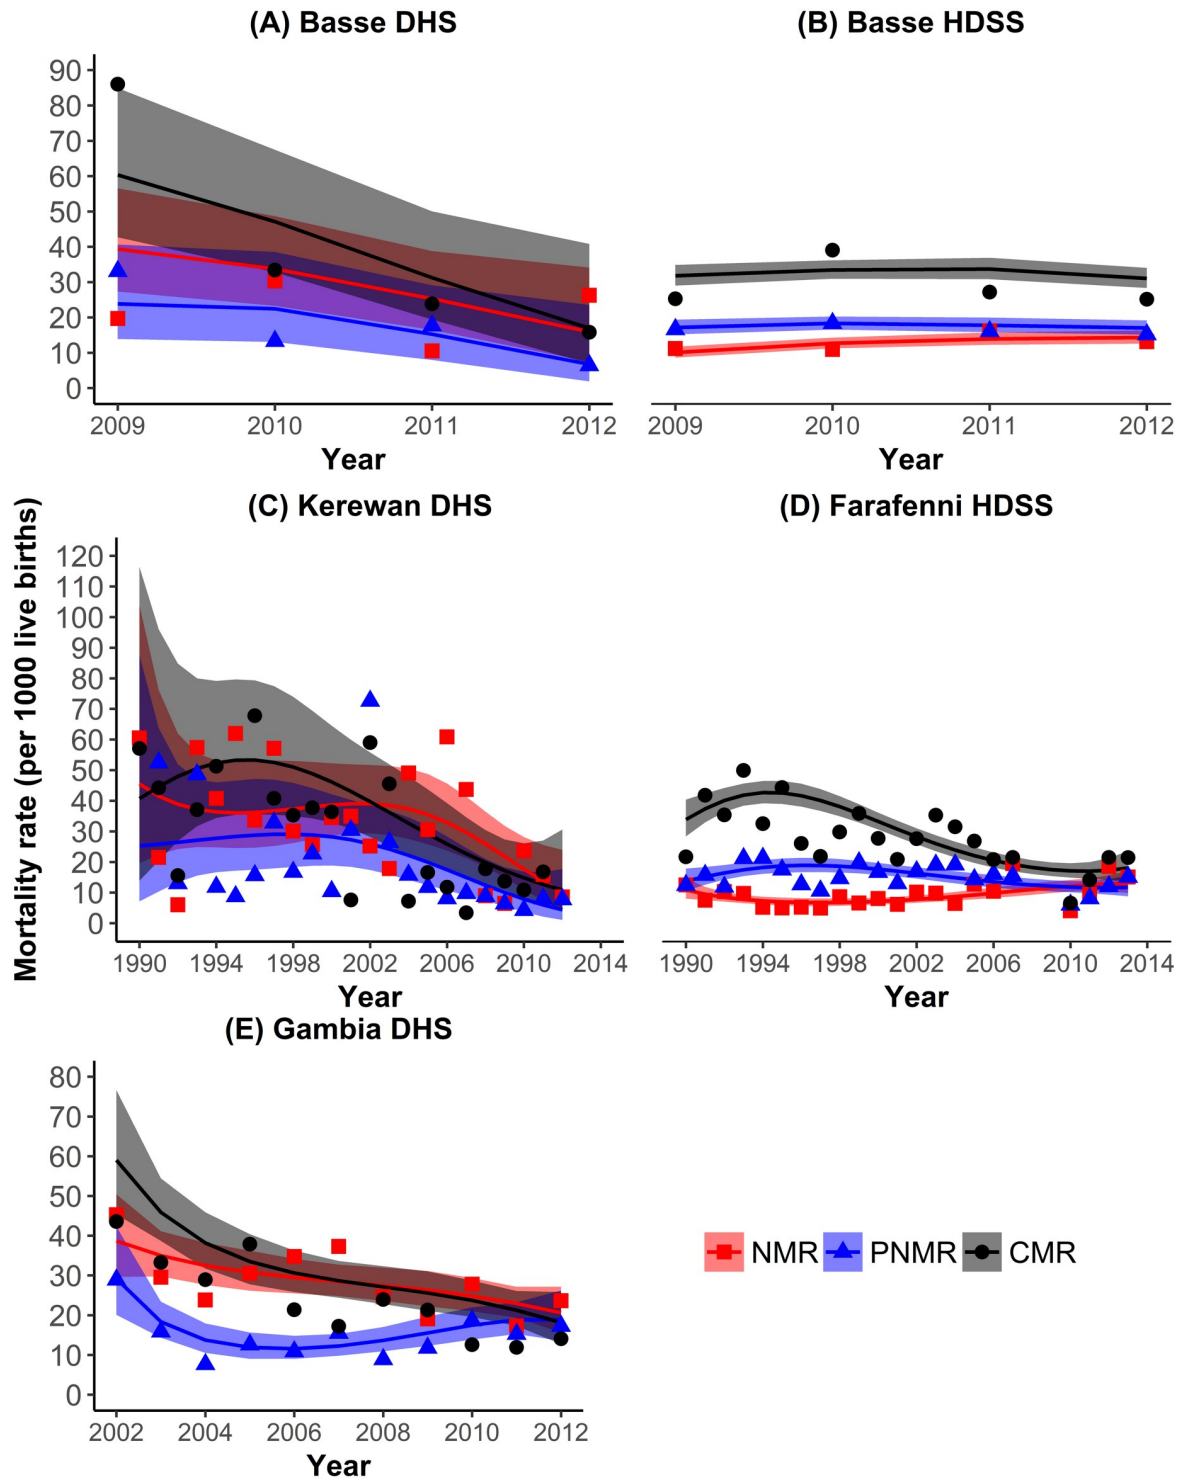 (A) Basse DHS
(B) Basse HDSS
90
80
70
60
50
40
30
20
10
0
2009 2010 2011 2012
2009 2010 2011 2012
Year
Year
Mortality rate (per 1000 live births)
(C) Kerewan DHS
(D) Farafenni HDSS
120
110
100
90
80
70
60
50
40
30
20
10
0
1990 1994 1998 2002 2006 2010 2014
1990 1994 1998 2002 2006 2010 2014
Year
Year
(E) Gambia DHS
80
70
60
50
40
30
20
10
0
2002 2004 2006 2008 2010 2012
Year
NMR PNMR CMR